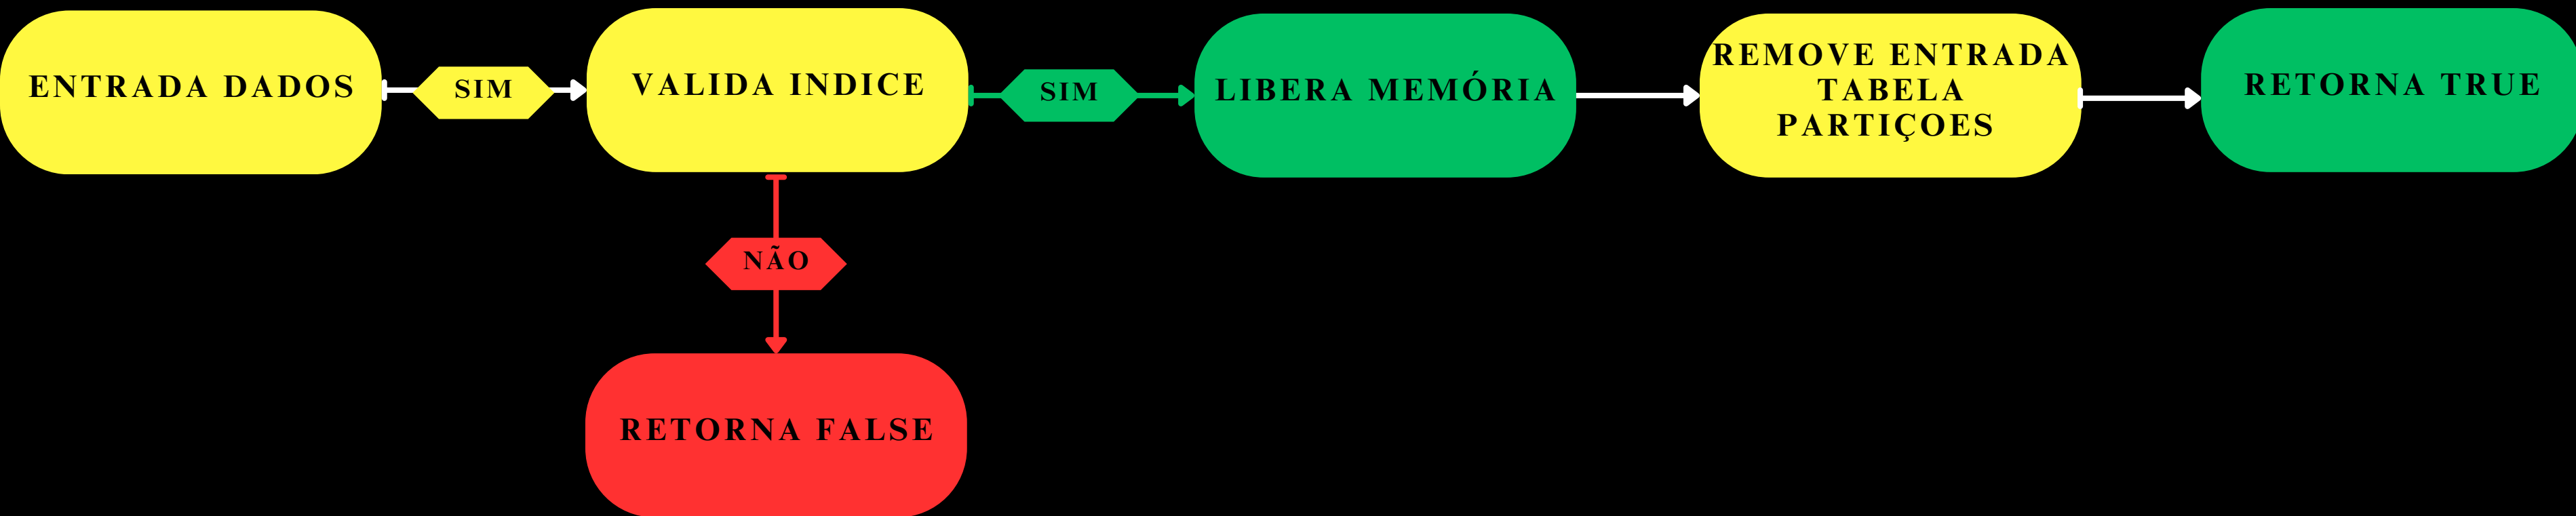 ENTRADA DADOS
SIM
VALIDA INDICE
SIM
LIBERA MEMÓRIA
REMOVE ENTRADA
TABELA
PARTIÇOES
RETORNA TRUE
NÃO
RETORNA FALSE